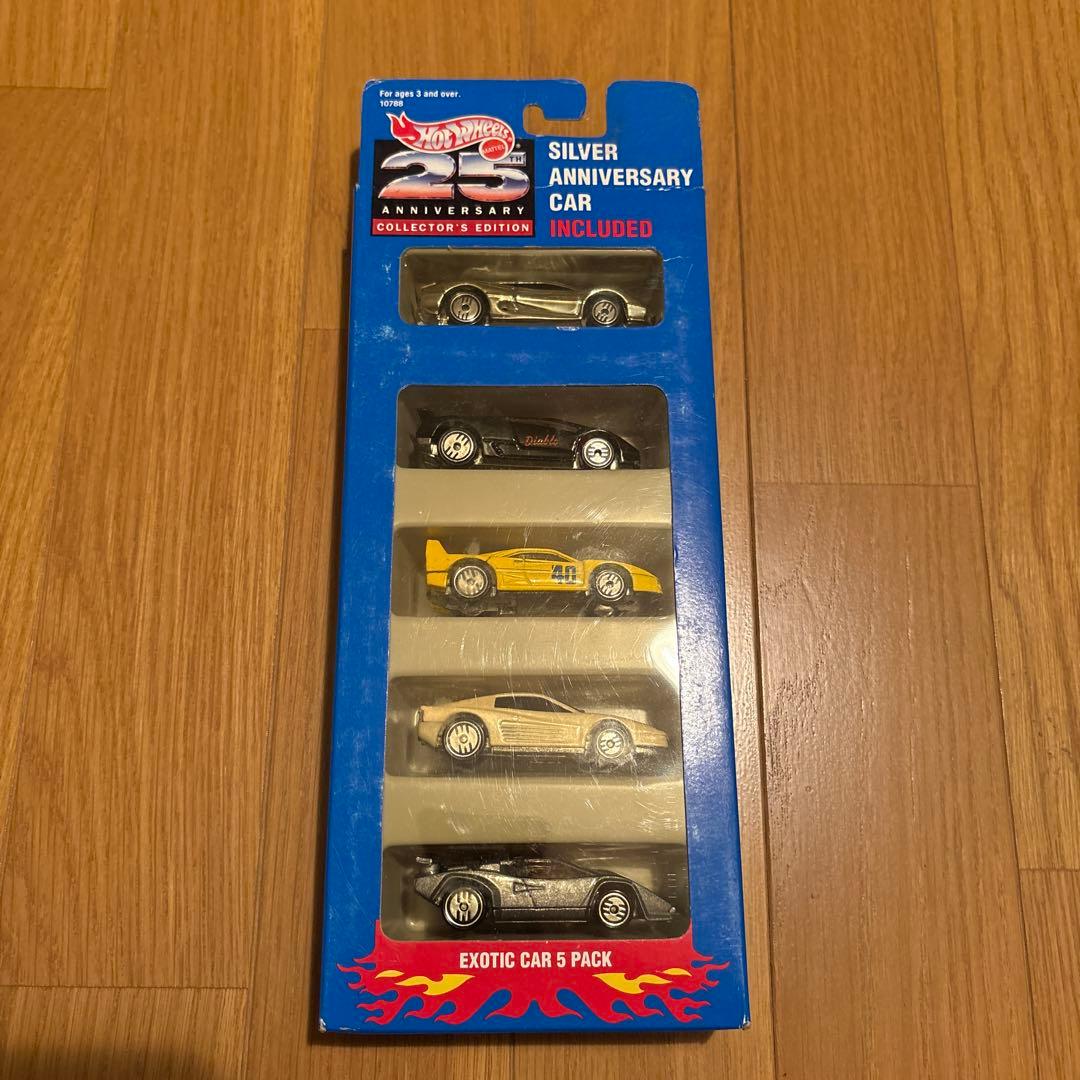 For ages 3 and over.
10788
Hot Wheels
MATTEL
25TH
ANNIVERSARY
COLLECTOR'S EDITION
SILVER
ANNIVERSARY
CAR
INCLUDED
Diablo
40
EXOTIC CAR 5 PACK